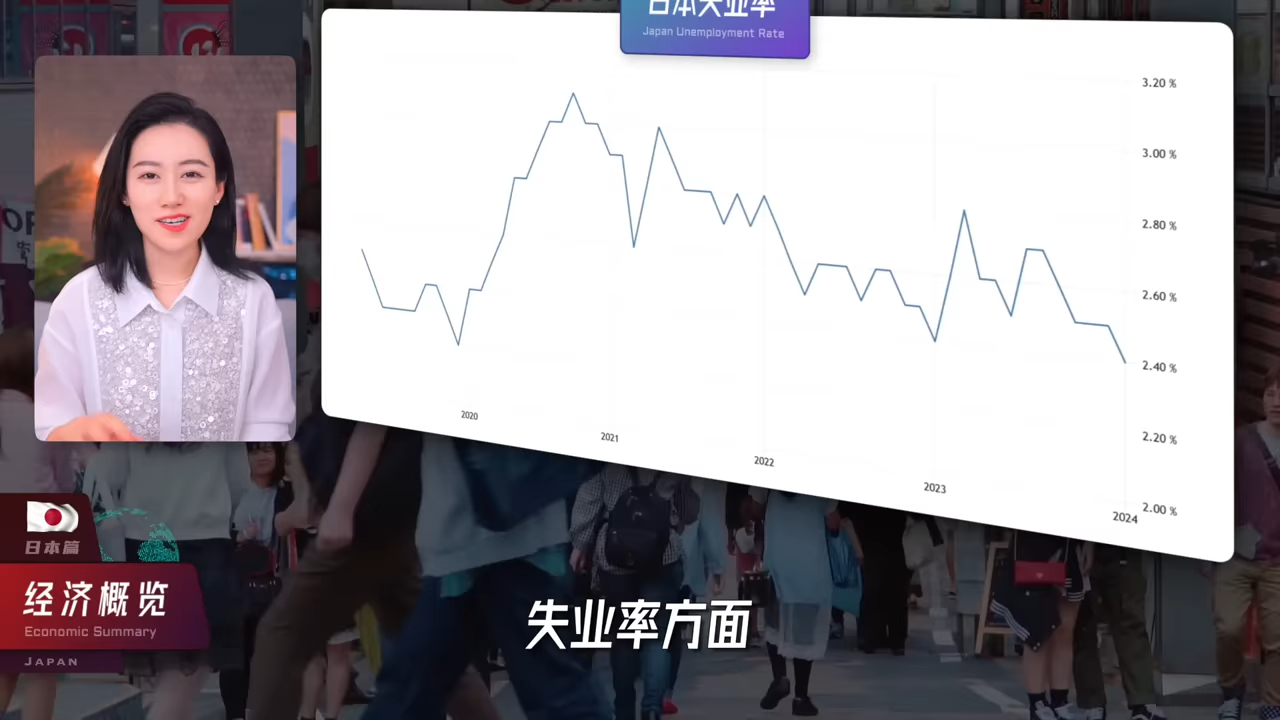 日本失业率
Japan Unemployment Rate
3.20 %
3.00 %
2.80 %
2.60 %
2.40 %
2.20 %
2.00 %
2020
2021
2022
2023
2024
日本篇
经济概览
Economic Summary
JAPAN
失业率方面